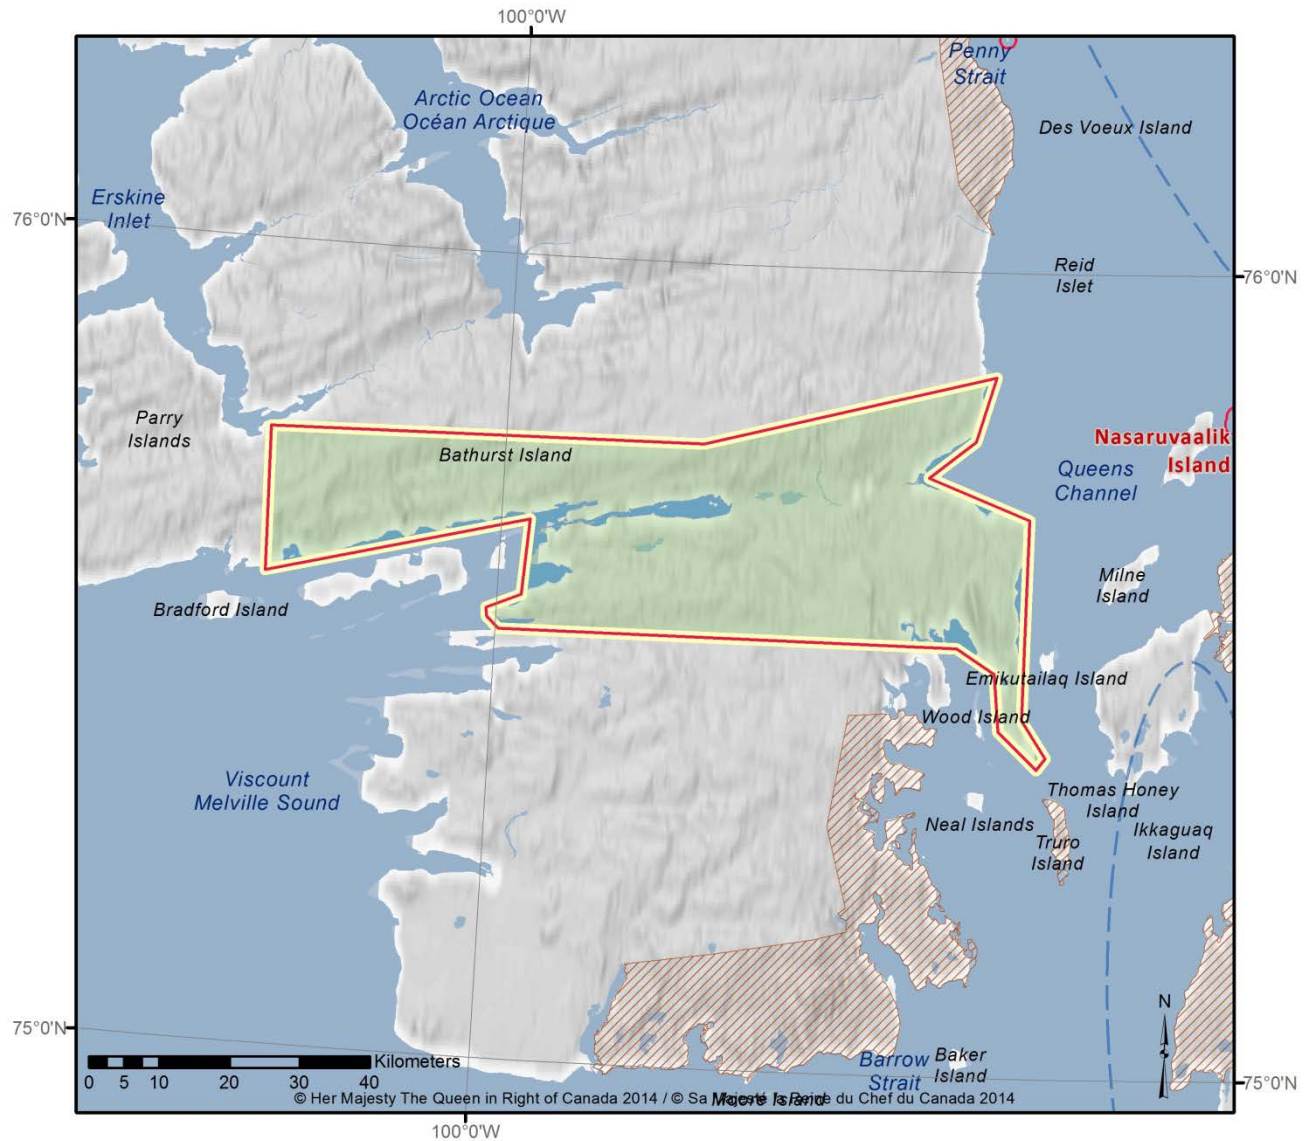 100°0'W
Penny
Strait
Arctic Ocean
Océan Arctique
Des Voeux Island
Erskine
Inlet
76°0'N
Reid
Islet
76°0'N
Parry
Islands
Bathurst Island
Nasaruvaalik
Island
Queens
Channel
Milne
Island
Bradford Island
Emikutailaq Island
Wood Island
Viscount
Melville Sound
Thomas Honey
Island
Neal Islands
Truro
Island
Ikkaguaq
Island
75°0'N
Kilometers
0 5 10 20 30 40
N
Barrow
Strait
Baker
Island
75°0'N
© Her Majesty The Queen in Right of Canada 2014 / © Sa Majesté la Reine du Chef du Canada 2014
Moore Island
100°0'W